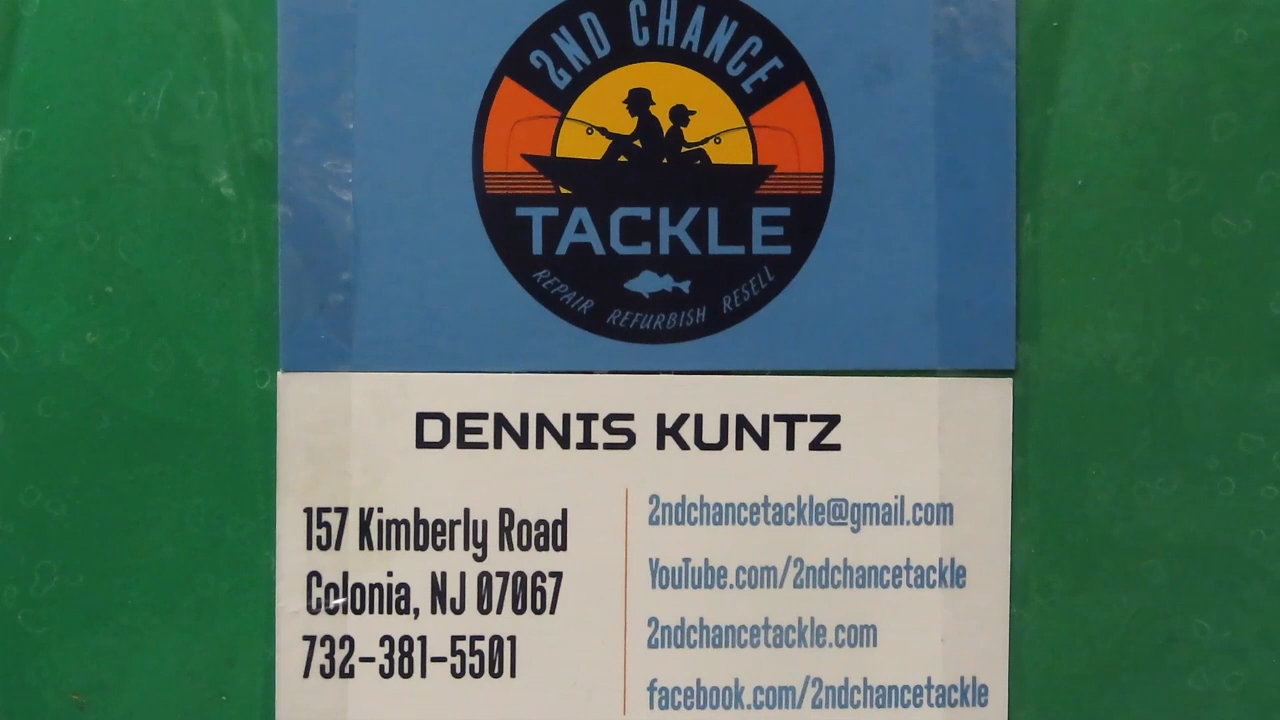 2ND CHANCE
TACKLE
REPAIR REFURBISH RESELL
DENNIS KUNTZ
157 Kimberly Road
Colonia, NJ 07067
732-381-5501
2ndchancetackle@gmail.com
YouTube.com/2ndchancetackle
2ndchancetackle.com
facebook.com/2ndchancetackle